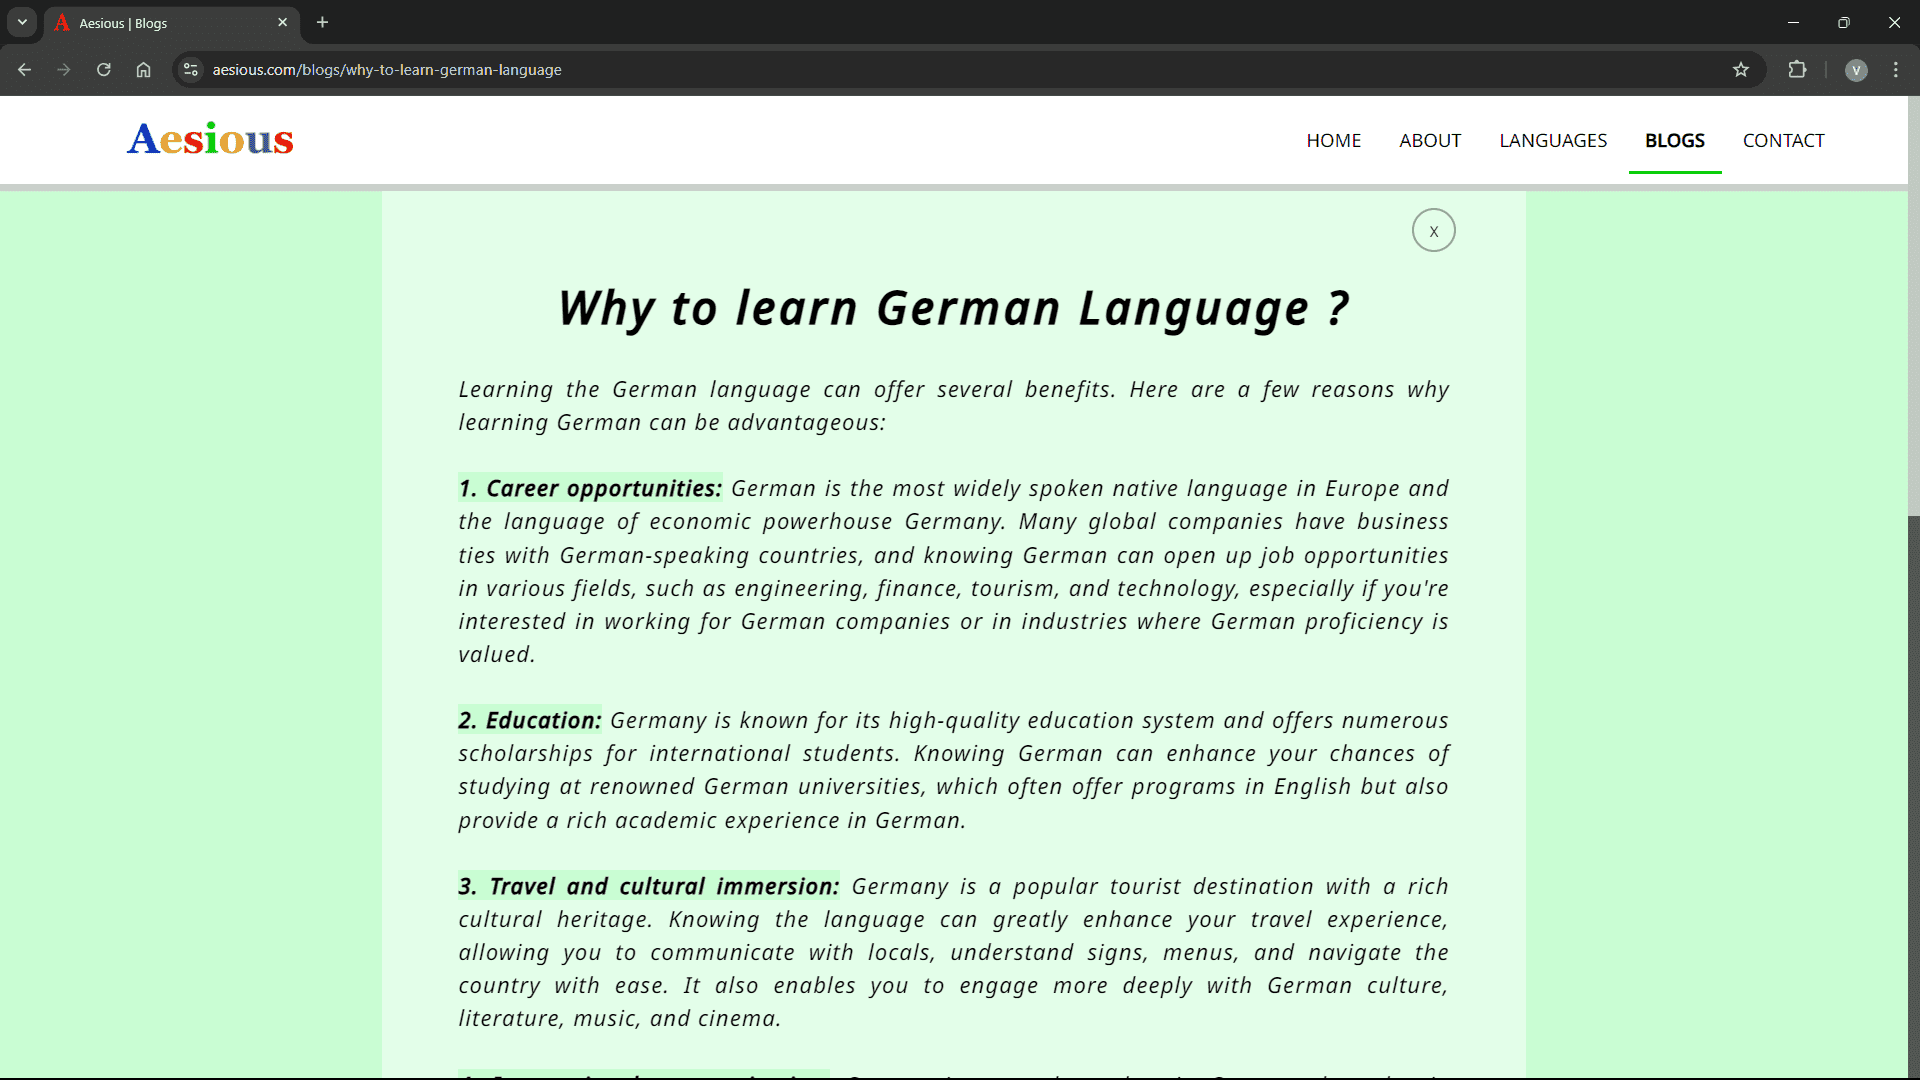 Aesious | Blogs
aesious.com/blogs/why-to-learn-german-language
V
Aesious
HOME ABOUT LANGUAGES BLOGS CONTACT
X
Why to learn German Language ?
Learning the German language can offer several benefits. Here are a few reasons why
learning German can be advantageous:
1. Career opportunities: German is the most widely spoken native language in Europe and
the language of economic powerhouse Germany. Many global companies have business
ties with German-speaking countries, and knowing German can open up job opportunities
in various fields, such as engineering, finance, tourism, and technology, especially if you're
interested in working for German companies or in industries where German proficiency is
valued.
2. Education: Germany is known for its high-quality education system and offers numerous
scholarships for international students. Knowing German can enhance your chances of
studying at renowned German universities, which often offer programs in English but also
provide a rich academic experience in German.
3. Travel and cultural immersion: Germany is a popular tourist destination with a rich
cultural heritage. Knowing the language can greatly enhance your travel experience,
allowing you to communicate with locals, understand signs, menus, and navigate the
country with ease. It also enables you to engage more deeply with German culture,
literature, music, and cinema.